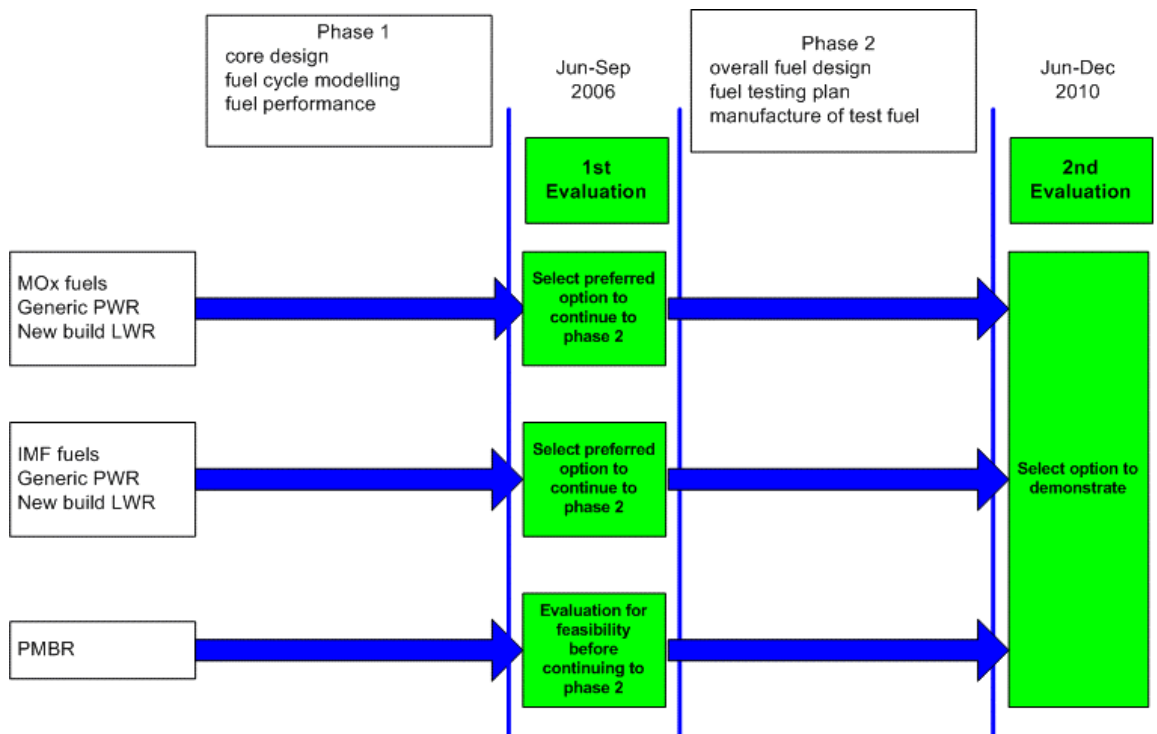 Phase 1
core design
fuel cycle modelling
fuel performance
Jun-Sep
2006
Phase 2
overall fuel design
fuel testing plan
manufacture of test fuel
Jun-Dec
2010
1st
Evaluation
2nd
Evaluation
MOx fuels
Generic PWR
New build LWR
Select preferred
option to
continue to
phase 2
IMF fuels
Generic PWR
New build LWR
Select preferred
option to
continue to
phase 2
Select option to
demonstrate
PMBR
Evaluation for
feasibility
before
continuing to
phase 2